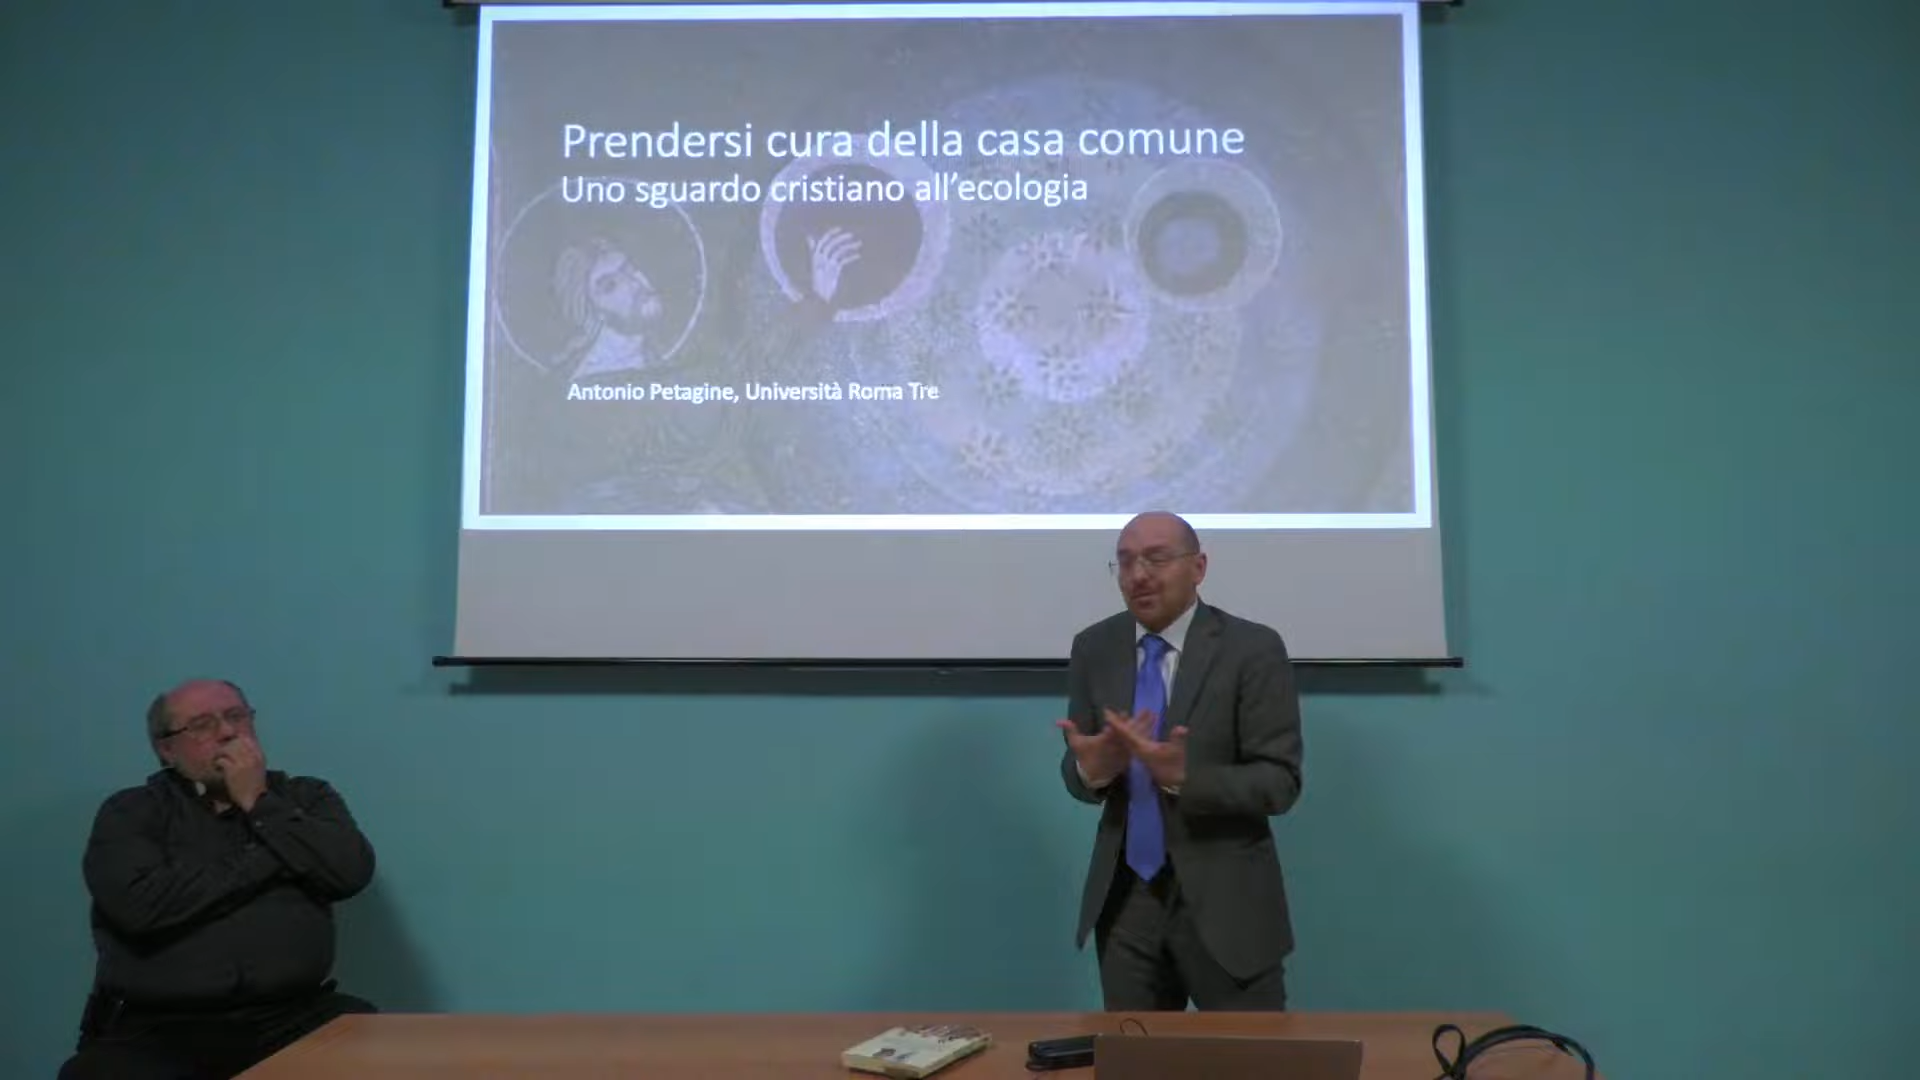 Prendersi cura della casa comune
Uno sguardo cristiano all'ecologia
Antonio Petagine, Università Roma Tre